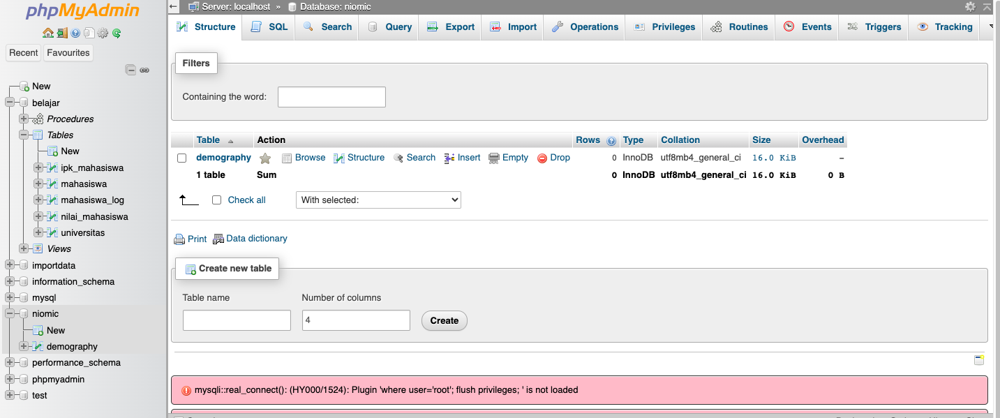 phpMyAdmin
Recent Favourites
New
belajar
Procedures
Tables
New
ipk_mahasiswa
mahasiswa
mahasiswa_log
nilai_mahasiswa
universitas
Views
importdata
information_schema
mysql
niomic
New
demography
performance_schema
phpmyadmin
test
Server: localhost » Database: niomic
Structure SQL Search Query Export Import Operations Privileges Routines Events Triggers Tracking
Filters
Containing the word:
Table Action Rows Type Collation Size Overhead
demography Browse Structure Search Insert Empty Drop 0 InnoDB utf8mb4_general_ci 16.0 KiB –
1 table Sum 0 InnoDB utf8mb4_general_ci 16.0 KiB 0 B
Check all With selected:
Print Data dictionary
Create new table
Table name Number of columns
4 Create
mysqli::real_connect(): (HY000/1524): Plugin 'where user='root'; flush privileges; ' is not loaded